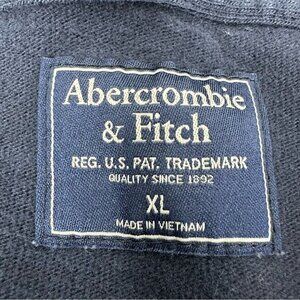 Abercrombie
& Fitch
REG. U.S. PAT. TRADEMARK
QUALITY SINCE 1892
XL
MADE IN VIETNAM